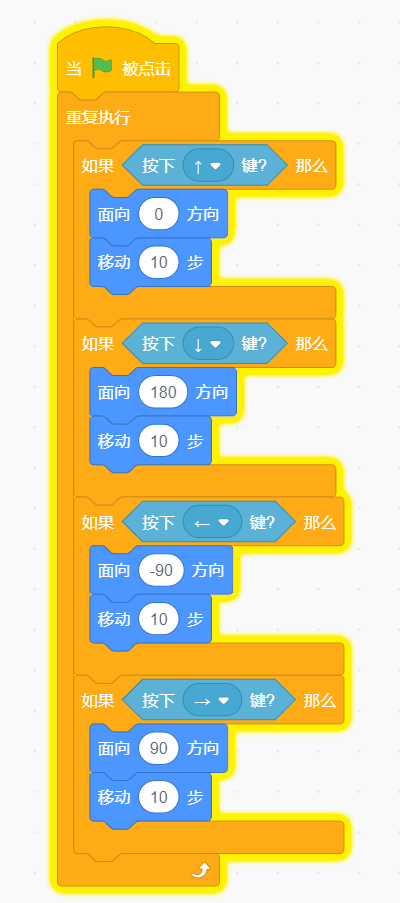 当 被点击
重复执行
如果 按下 ↑ 键? 那么
面向 0 方向
移动 10 步
如果 按下 ↓ 键? 那么
面向 180 方向
移动 10 步
如果 按下 ← 键? 那么
面向 -90 方向
移动 10 步
如果 按下 → 键? 那么
面向 90 方向
移动 10 步